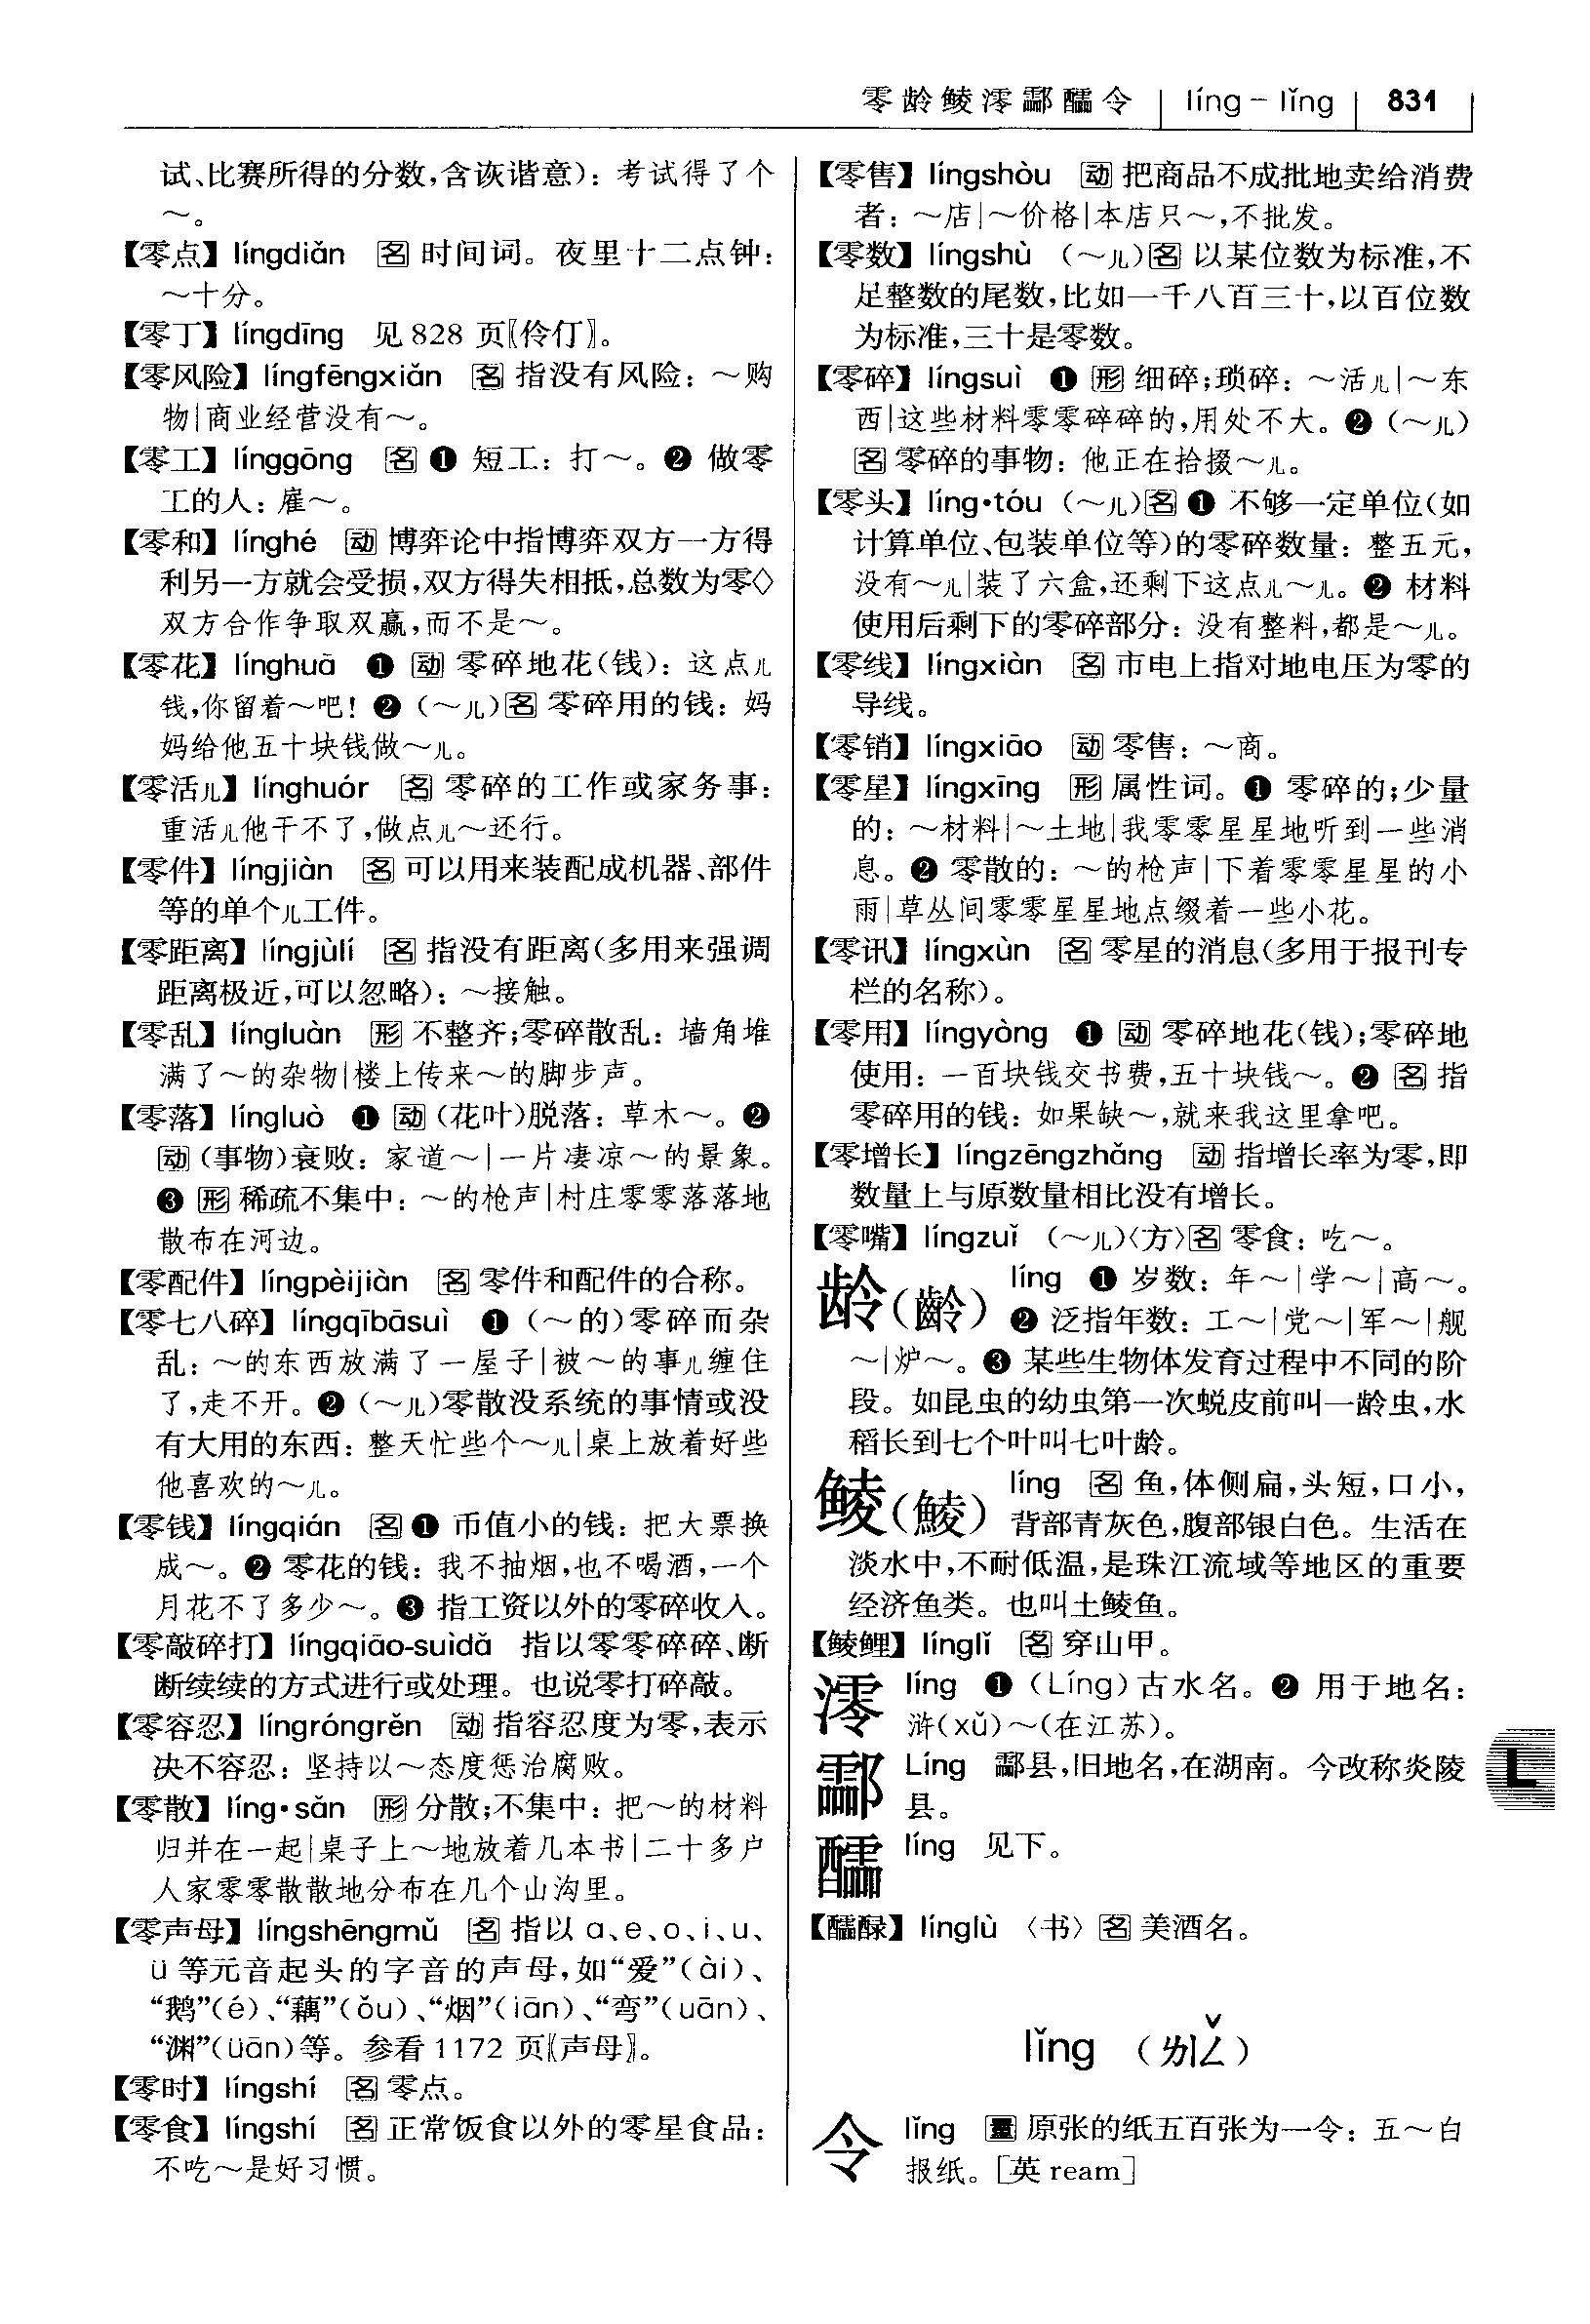 零龄鲮澪酃醽令 | líng－lǐng | 831
试、比赛所得的分数,含诙谐意)：考试得了个
～。
【零点】língdiǎn 名 时间词。夜里十二点钟：
～十分。
【零丁】língdīng 见 828 页〖伶仃〗。
【零风险】língfēngxiǎn 名 指没有风险：～购
物|商业经营没有～。
【零工】línggōng 名 ❶ 短工：打～。❷ 做零
工的人：雇～。
【零和】línghé 动 博弈论中指博弈双方一方得
利另一方就会受损,双方得失相抵,总数为零◇
双方合作争取双赢,而不是～。
【零花】línghuā ❶ 动 零碎地花(钱)：这点儿
钱,你留着～吧! ❷ (～儿)名 零碎用的钱：妈
妈给他五十块钱做～儿。
【零活儿】línghuór 名 零碎的工作或家务事：
重活儿他干不了,做点儿～还行。
【零件】língjiàn 名 可以用来装配成机器、部件
等的单个儿工件。
【零距离】língjùlí 名 指没有距离(多用来强调
距离极近,可以忽略)：～接触。
【零乱】língluàn 形 不整齐;零碎散乱：墙角堆
满了～的杂物|楼上传来～的脚步声。
【零落】língluò ❶ 动 (花叶)脱落：草木～。❷
动 (事物)衰败：家道～|一片凄凉～的景象。
❸ 形 稀疏不集中：～的枪声|村庄零零落落地
散布在河边。
【零配件】língpèijiàn 名 零件和配件的合称。
【零七八碎】língqībāsuì ❶ (～的)零碎而杂
乱：～的东西放满了一屋子|被～的事儿缠住
了,走不开。❷ (～儿)零散没系统的事情或没
有大用的东西：整天忙些个～儿|桌上放着好些
他喜欢的～儿。
【零钱】língqián 名 ❶ 币值小的钱：把大票换
成～。❷ 零花的钱：我不抽烟,也不喝酒,一个
月花不了多少～。❸ 指工资以外的零碎收入。
【零敲碎打】língqiāo-suìdǎ 指以零零碎碎、断
断续续的方式进行或处理。也说零打碎敲。
【零容忍】língróngrěn 动 指容忍度为零,表示
决不容忍：坚持以～态度惩治腐败。
【零散】líng·sǎn 形 分散;不集中：把～的材料
归并在一起|桌子上～地放着几本书|二十多户
人家零零散散地分布在几个山沟里。
【零声母】língshēngmǔ 名 指以 ɑ、e、o、i、u、
ü 等元音起头的字音的声母,如“爱”(ài)、
“鹅”(é)、“藕”(ǒu)、“烟”(iān)、“弯”(uān)、
“渊”(üān)等。参看 1172 页〖声母〗。
【零时】língshí 名 零点。
【零食】língshí 名 正常饭食以外的零星食品：
不吃～是好习惯。
【零售】língshòu 动 把商品不成批地卖给消费
者：～店|～价格|本店只～,不批发。
【零数】língshù (～儿)名 以某位数为标准,不
足整数的尾数,比如一千八百三十,以百位数
为标准,三十是零数。
【零碎】língsuì ❶ 形 细碎;琐碎：～活儿|～东
西|这些材料零零碎碎的,用处不大。❷ (～儿)
名 零碎的事物：他正在拾掇～儿。
【零头】líng·tóu (～儿)名 ❶ 不够一定单位(如
计算单位、包装单位等)的零碎数量：整五元,
没有～儿|装了六盒,还剩下这点儿～儿。❷ 材料
使用后剩下的零碎部分：没有整料,都是～儿。
【零线】língxiàn 名 市电上指对地电压为零的
导线。
【零销】língxiāo 动 零售：～商。
【零星】língxīng 形 属性词。❶ 零碎的;少量
的：～材料|～土地|我零零星星地听到一些消
息。❷ 零散的：～的枪声|下着零零星星的小
雨|草丛间零零星星地点缀着一些小花。
【零讯】língxùn 名 零星的消息(多用于报刊专
栏的名称)。
【零用】língyòng ❶ 动 零碎地花(钱);零碎地
使用：一百块钱交书费,五十块钱～。❷ 名 指
零碎用的钱：如果缺～,就来我这里拿吧。
【零增长】língzēngzhǎng 动 指增长率为零,即
数量上与原数量相比没有增长。
【零嘴】língzuǐ (～儿)〈方〉名 零食：吃～。
龄(齡) líng ❶ 岁数：年～|学～|高～。
❷ 泛指年数：工～|党～|军～|舰
～|炉～。❸ 某些生物体发育过程中不同的阶
段。如昆虫的幼虫第一次蜕皮前叫一龄虫,水
稻长到七个叶叫七叶龄。
鲮(鯪) líng 名 鱼,体侧扁,头短,口小,
背部青灰色,腹部银白色。生活在
淡水中,不耐低温,是珠江流域等地区的重要
经济鱼类。也叫土鲮鱼。
【鲮鲤】línglǐ 名 穿山甲。
澪 líng ❶ (Líng)古水名。❷ 用于地名：
浒(xǔ)～(在江苏)。
酃 Líng 酃县,旧地名,在湖南。今改称炎陵
县。
醽 líng 见下。
【醽醁】línglù 〈书〉名 美酒名。
lǐng (ㄌㄧㄥˇ)
令 lǐng 量 原张的纸五百张为一令：五～白
报纸。[英 ream]
L